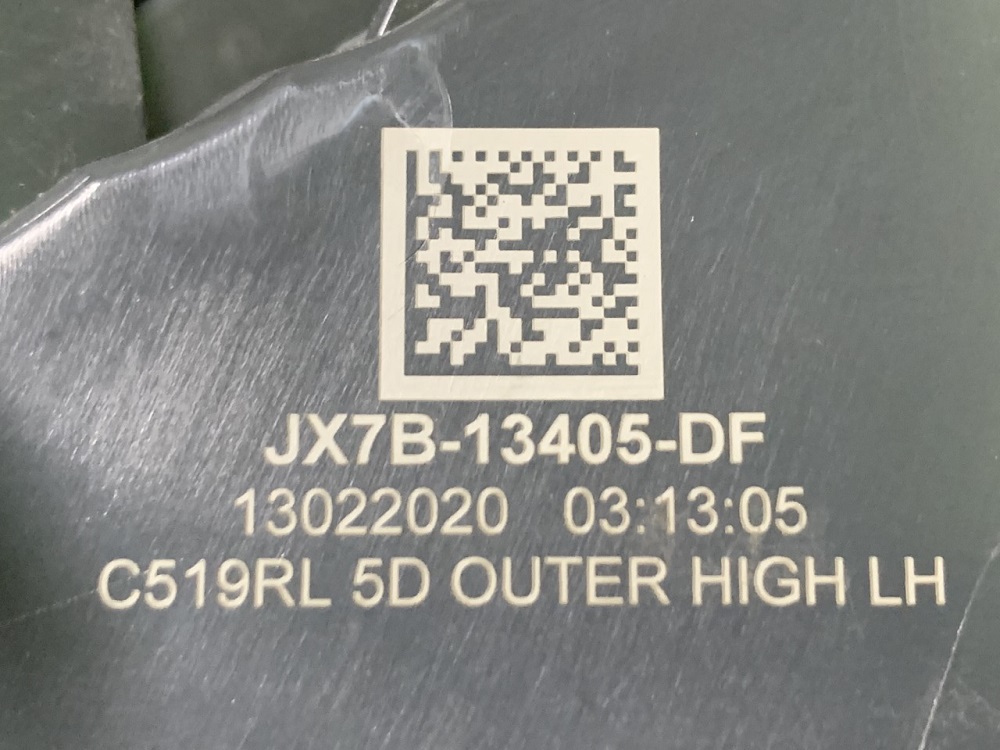 JX7B-13405-DF
13022020 03:13:05
C519RL 5D OUTER HIGH LH